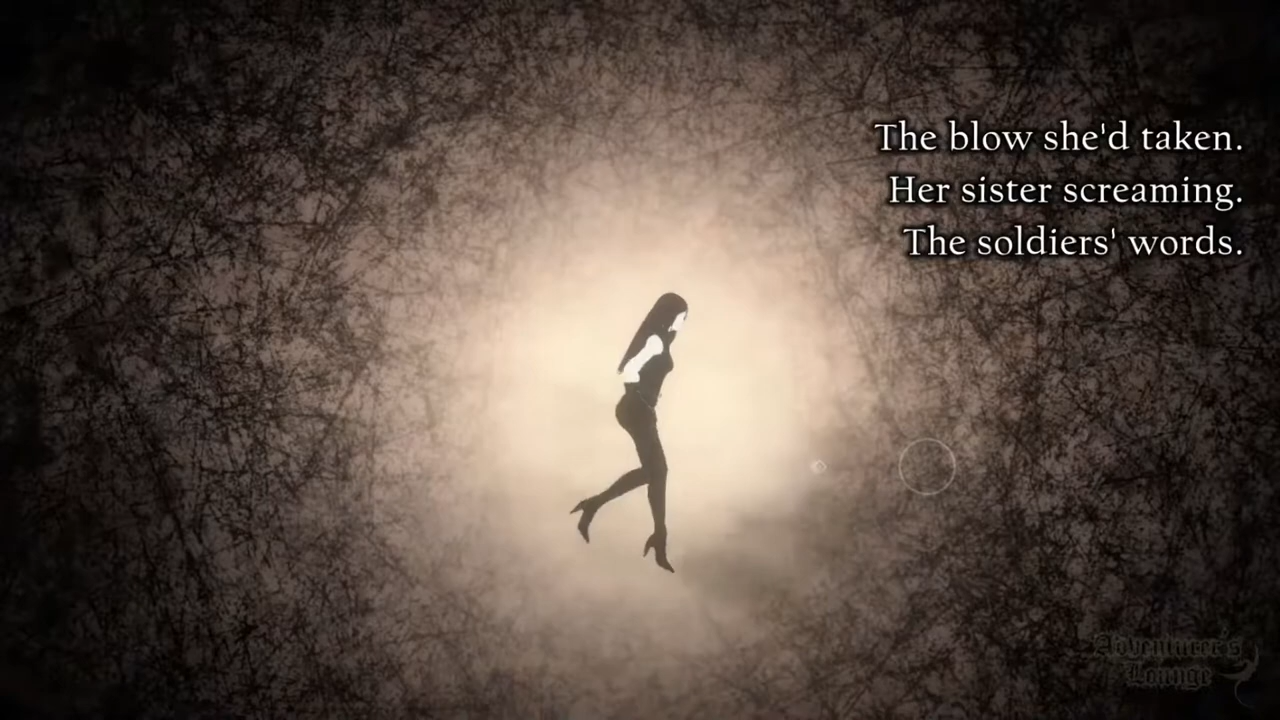 The blow she'd taken.
Her sister screaming.
The soldiers' words.
Adventurer's
Lounge